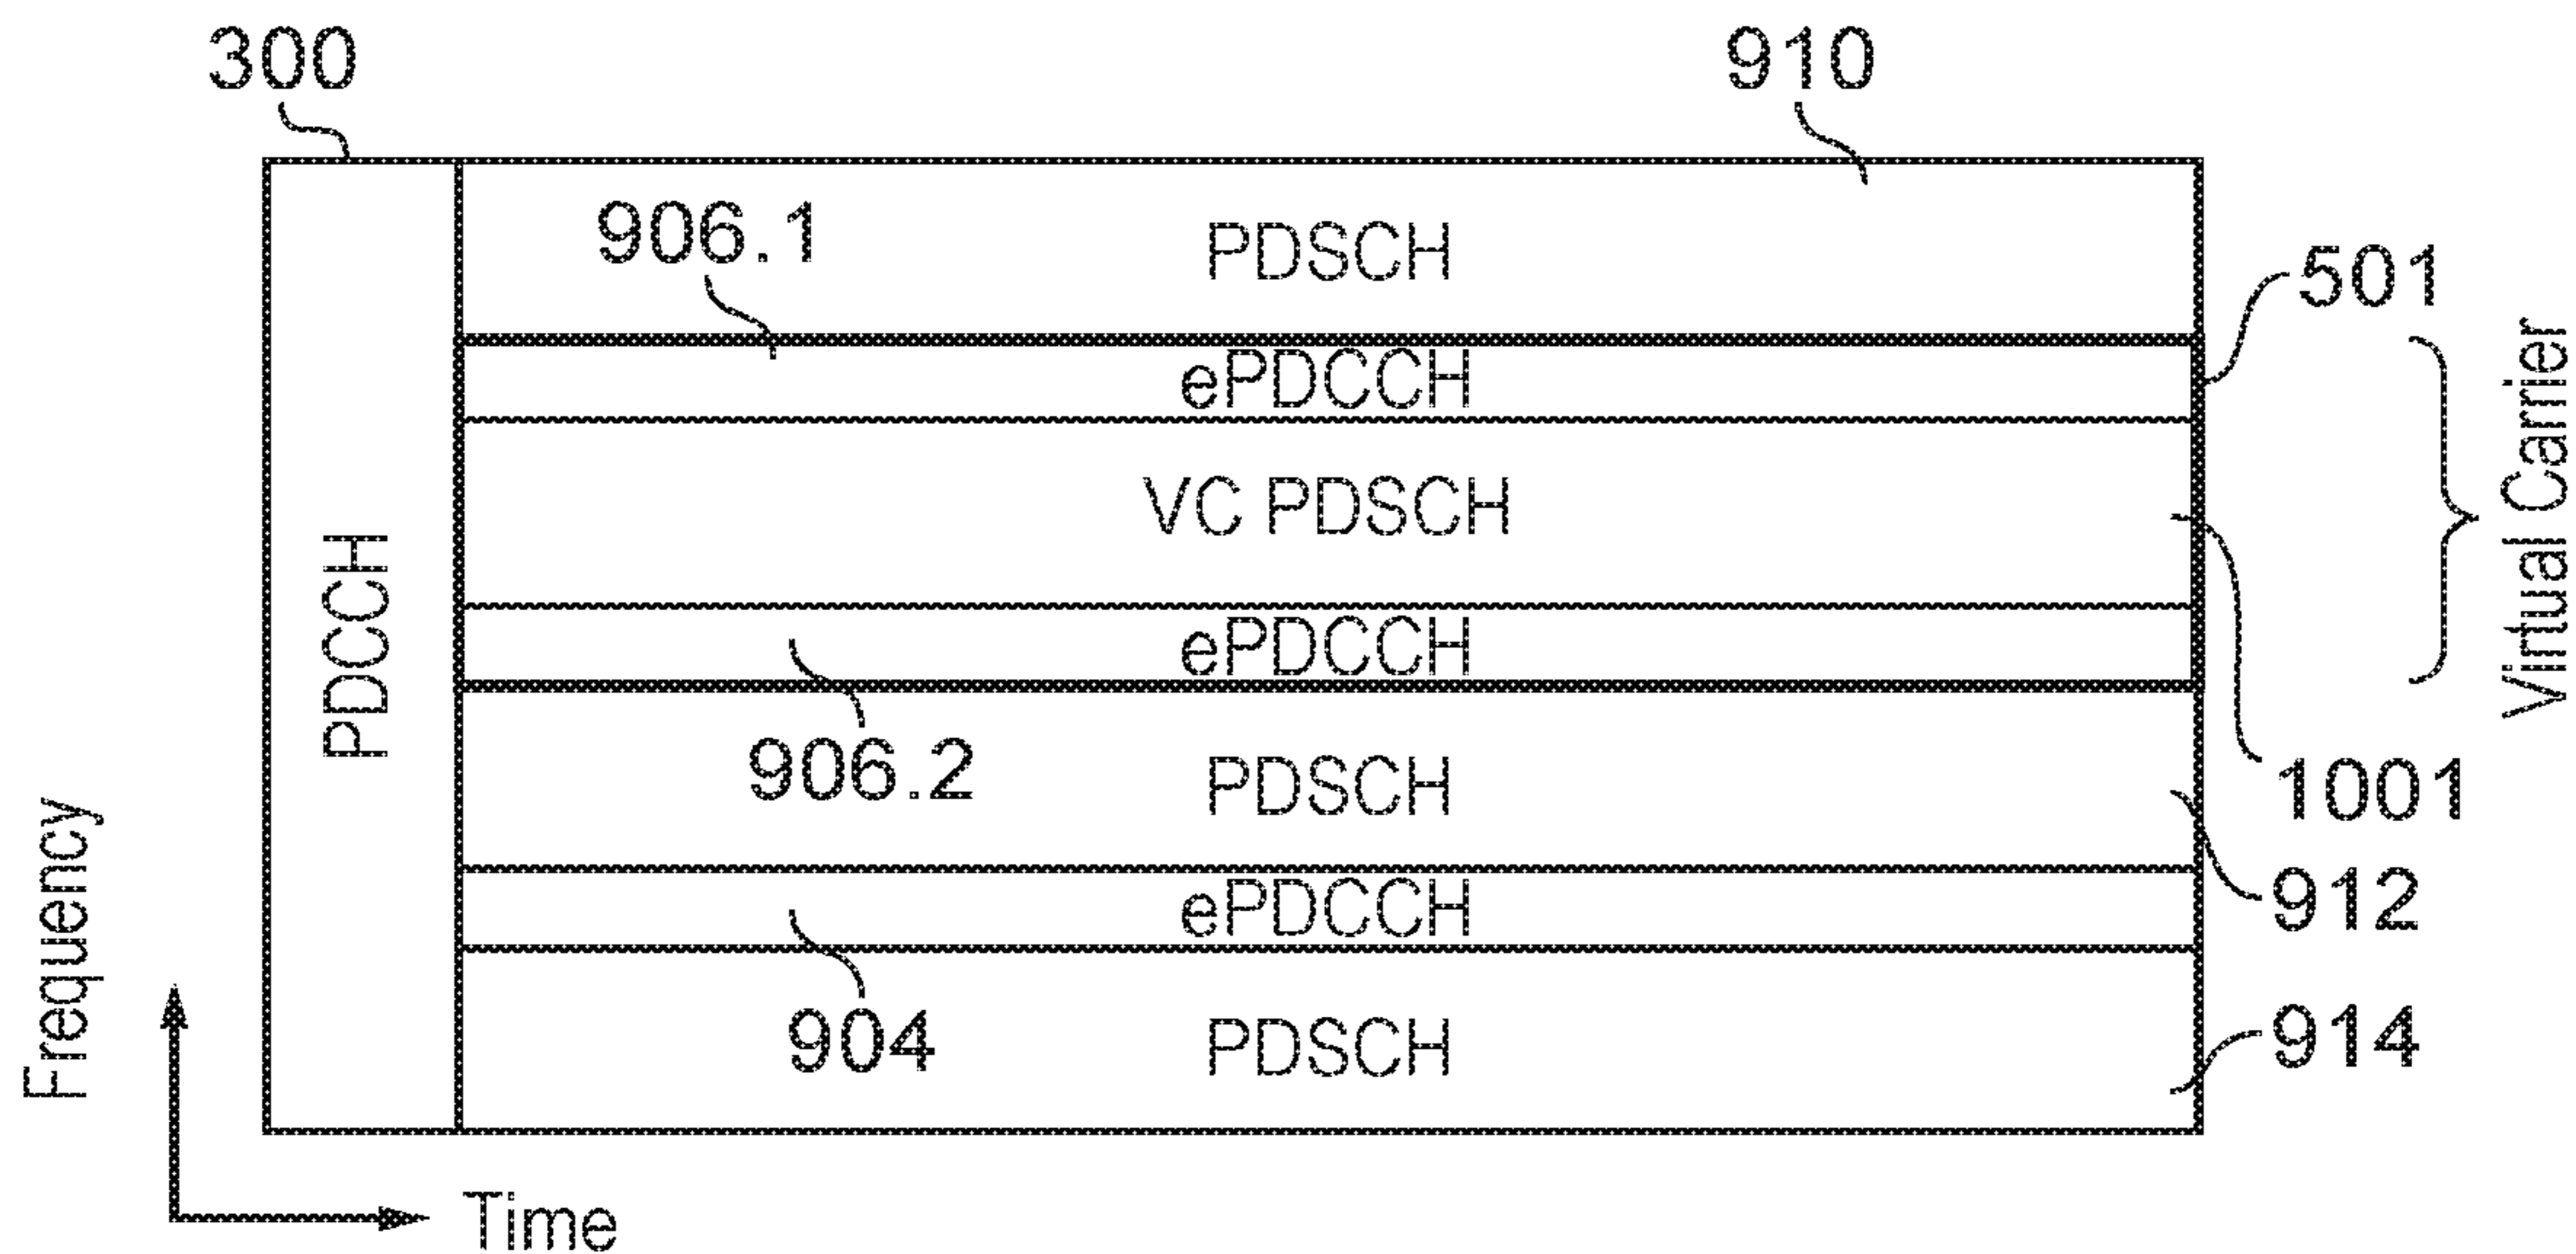 300
910
906.1
PDSCH
501
ePDCCH
VC PDSCH
Virtual Carrier
PDCCH
ePDCCH
906.2
PDSCH
1001
912
ePDCCH
904
PDSCH
914
Frequency
Time